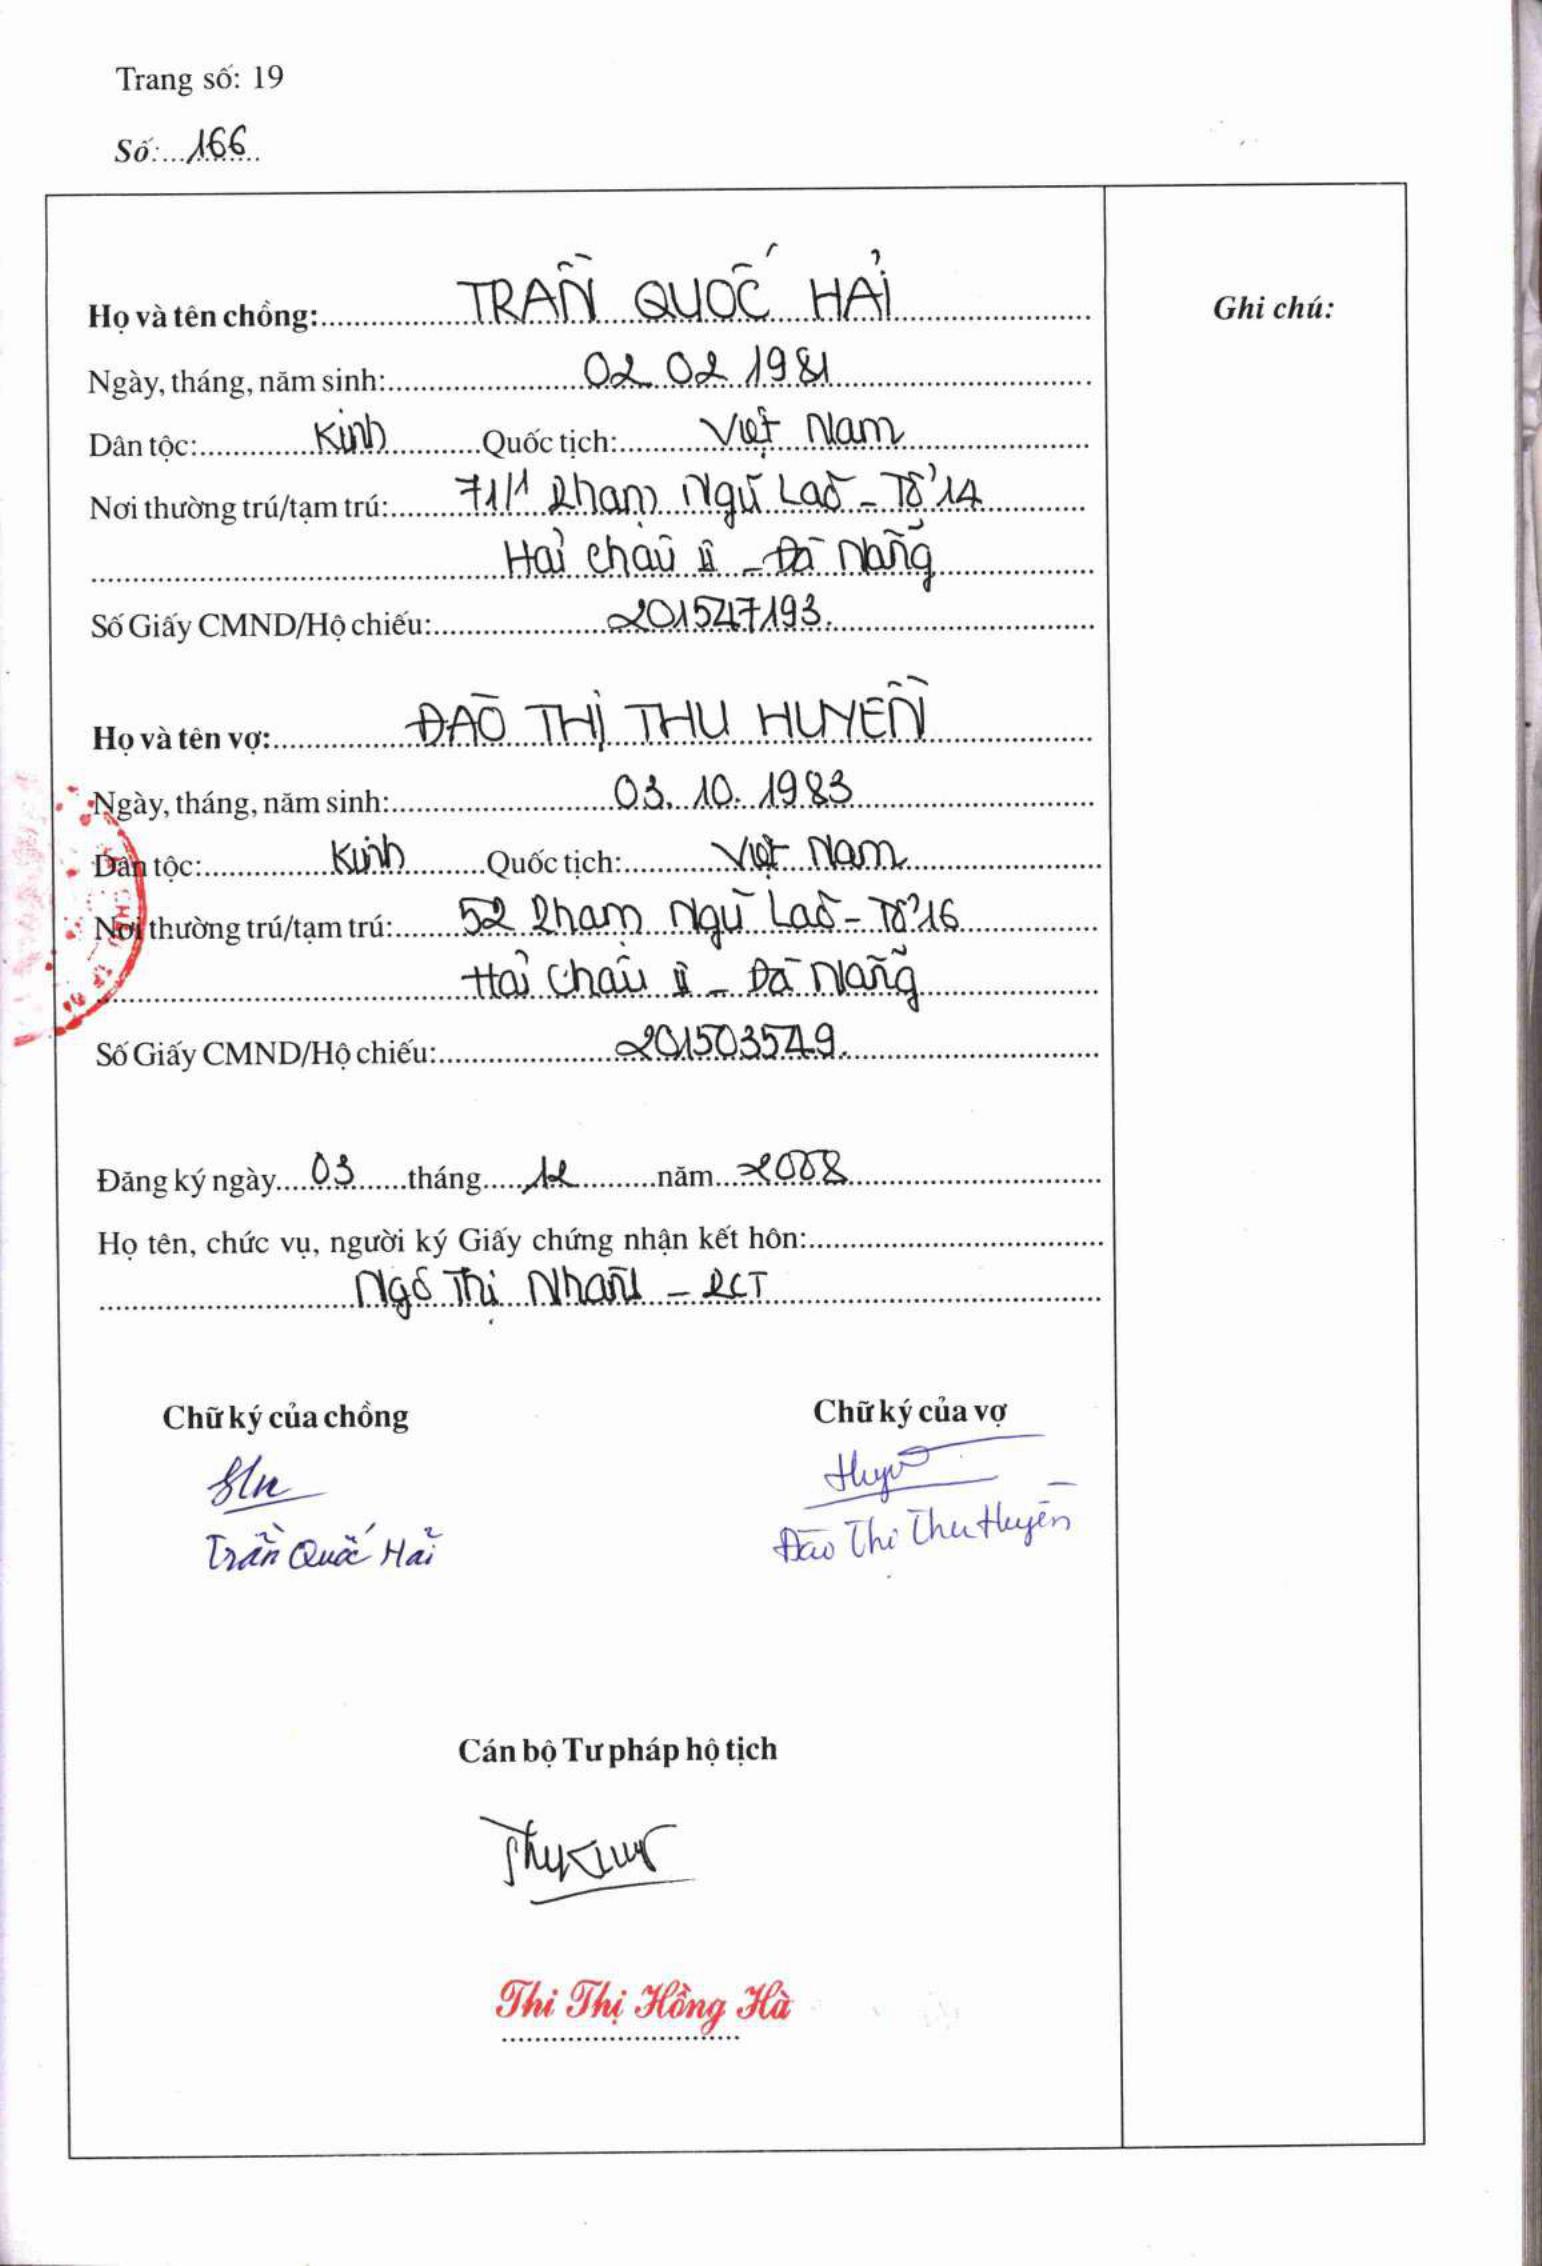 Trang số: 19
Số: 166
Họ và tên chồng: TRẦN QUỐC HẢI
Ghi chú:
Ngày, tháng, năm sinh: 02 02 1981
Dân tộc: Kinh Quốc tịch: Việt Nam
Nơi thường trú/tạm trú: 71/1 Phạm Ngũ Lão - Tổ 14
Hải Châu II - Đà Nẵng
Số Giấy CMND/Hộ chiếu: 201547193.
Họ và tên vợ: ĐÀO THỊ THU HUYỀN
Ngày, tháng, năm sinh: 03. 10. 1983
Dân tộc: Kinh Quốc tịch: Việt Nam
Nơi thường trú/tạm trú: 52 Phạm Ngũ Lão - Tổ 16
Hải Châu II - Đà Nẵng
Số Giấy CMND/Hộ chiếu: 201503549.
Đăng ký ngày 03 tháng 12 năm 2008
Họ tên, chức vụ, người ký Giấy chứng nhận kết hôn:
Ngô Thị Nhàn - PCT
Chữ ký của chồng Chữ ký của vợ
Trần Quốc Hải Đào Thị Thu Huyền
Cán bộ Tư pháp hộ tịch
Thi Thị Hồng Hà